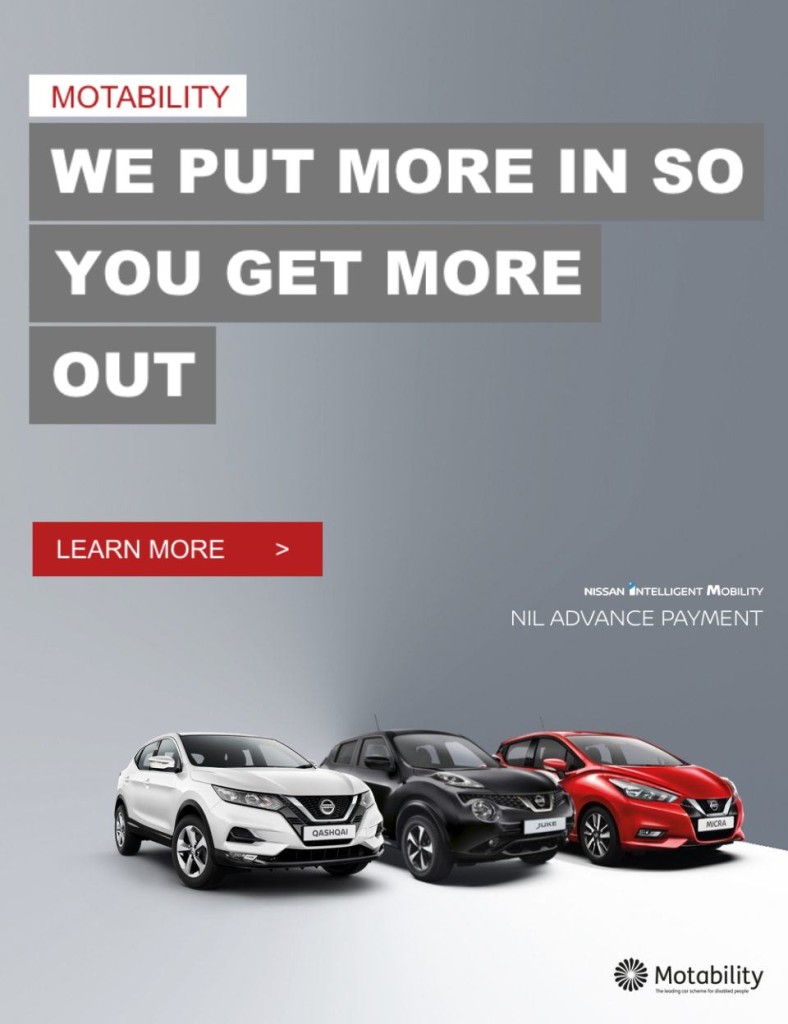 MOTABILITY
WE PUT MORE IN SO
YOU GET MORE
OUT
LEARN MORE >
NISSAN INTELLIGENT MOBILITY
NIL ADVANCE PAYMENT
QASHQAI
JUKE
MICRA
Motability
The leading car scheme for disabled people